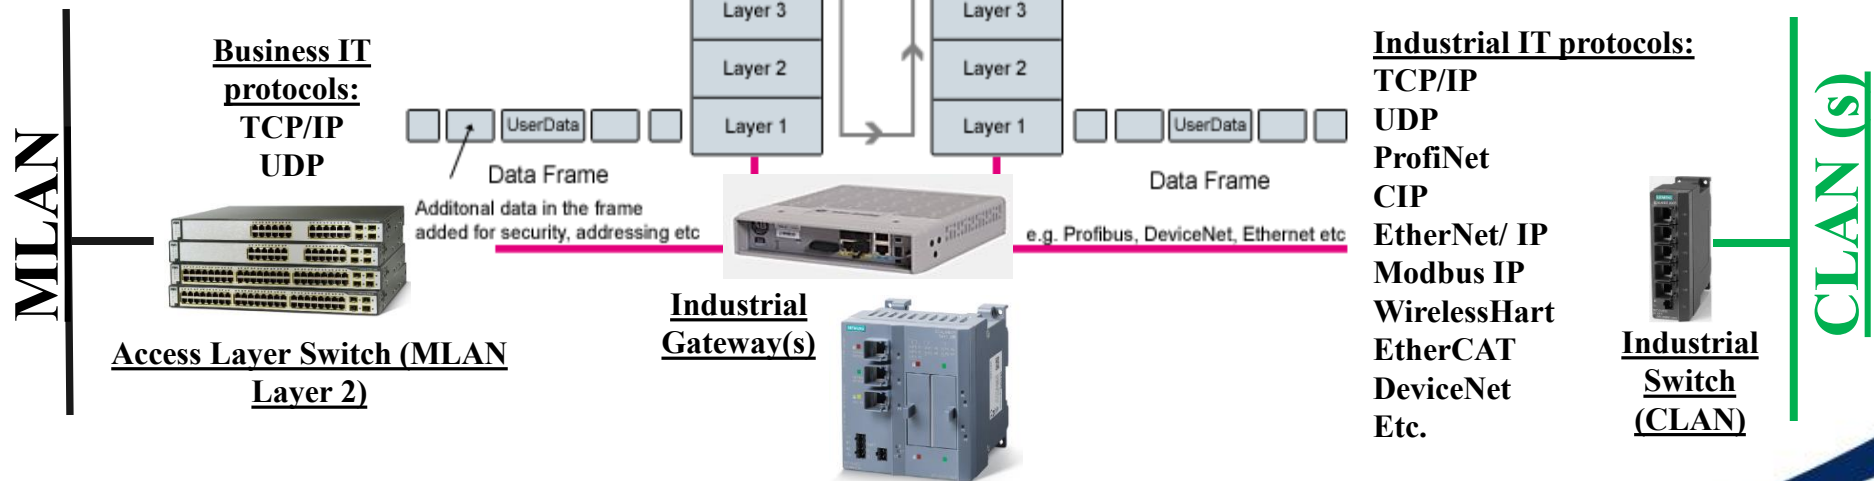 MLAN
Business IT
protocols:
TCP/IP
UDP
Access Layer Switch (MLAN
Layer 2)
UserData
Data Frame
Additonal data in the frame
added for security, addressing etc
Layer 3
Layer 2
Layer 1
Layer 3
Layer 2
Layer 1
Industrial
Gateway(s)
UserData
Data Frame
e.g. Profibus, DeviceNet, Ethernet etc
Industrial IT protocols:
TCP/IP
UDP
ProfiNet
CIP
EtherNet/ IP
Modbus IP
WirelessHart
EtherCAT
DeviceNet
Etc.
Industrial
Switch
(CLAN)
CLAN (s)